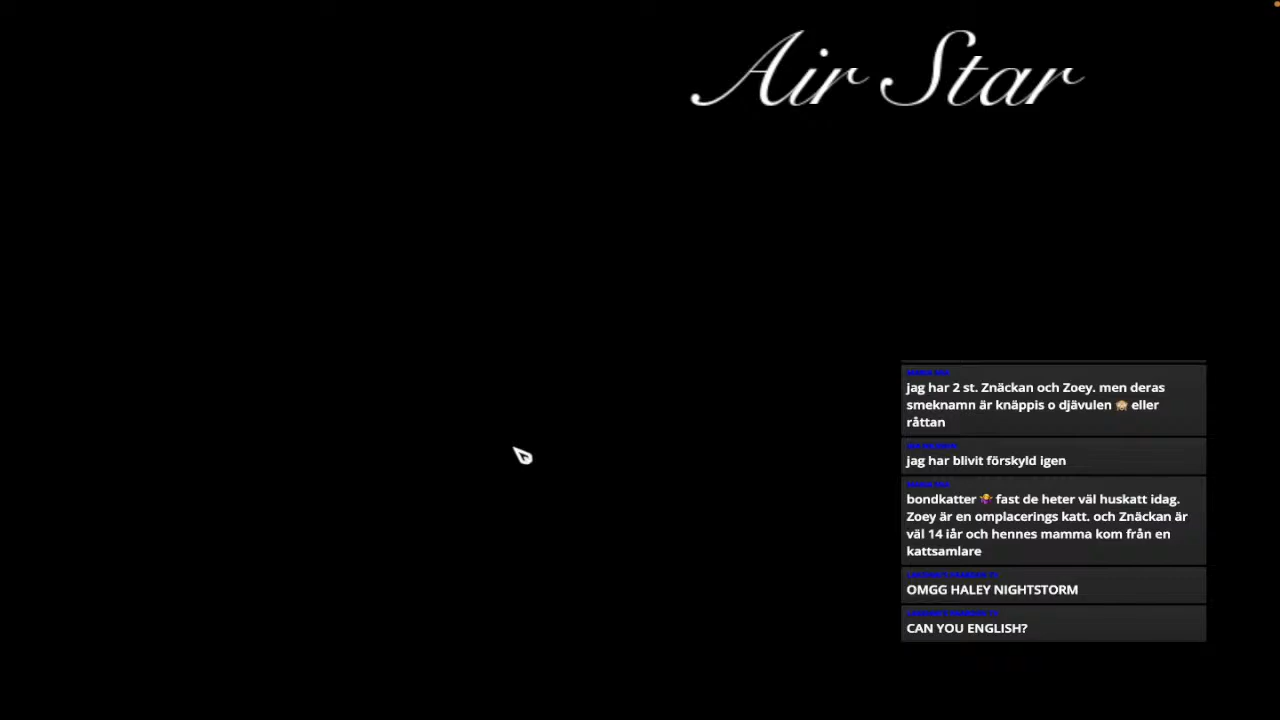 Air Star
jag har 2 st. Znäckan och Zoey. men deras
smeknamn är knäppis o djävulen 🙈 eller
råttan
jag har blivit förskyld igen
bondkatter 🤷‍♀️ fast de heter väl huskatt idag.
Zoey är en omplacerings katt. och Znäckan är
väl 14 iår och hennes mamma kom från en
kattsamlare
OMGG HALEY NIGHTSTORM
CAN YOU ENGLISH?